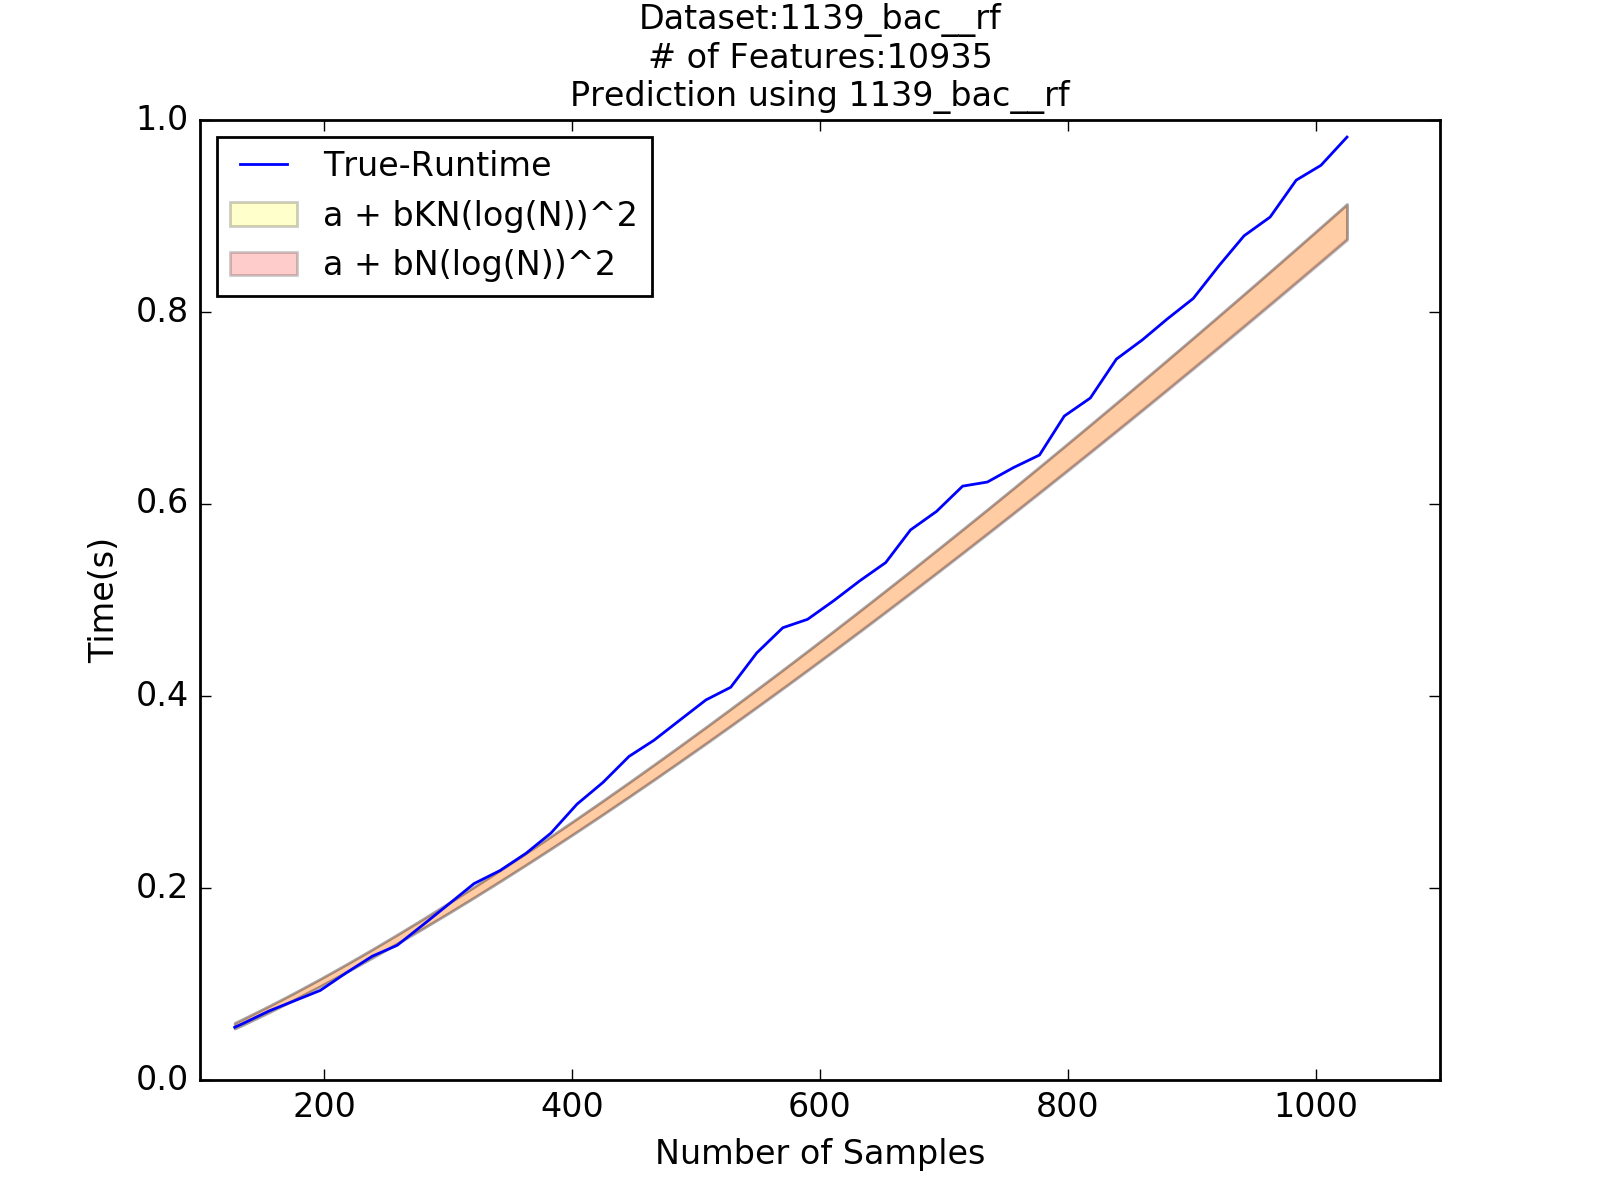 Dataset:1139_bac__rf
# of Features:10935
Prediction using 1139_bac__rf
1.0
0.8
0.6
0.4
0.2
0.0
Time(s)
True-Runtime
a + bKN(log(N))^2
a + bN(log(N))^2
200 400 600 800 1000
Number of Samples